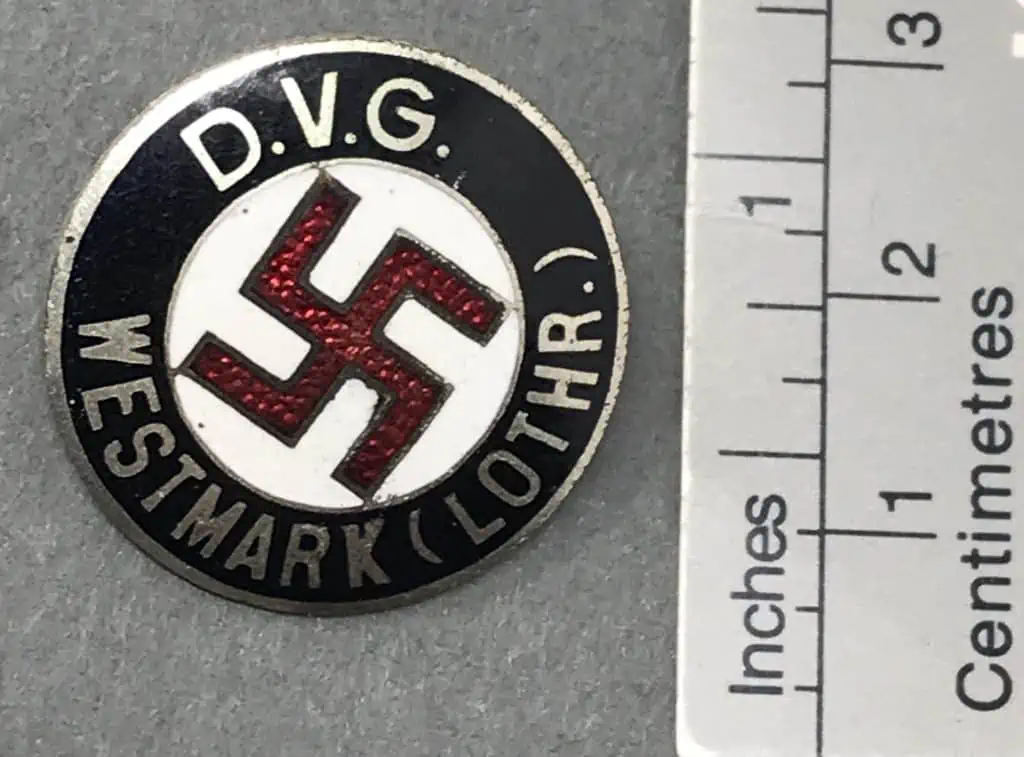 D.V.G.
WESTMARK (LOTHR.)
3
2
1
Centimetres
1
Inches